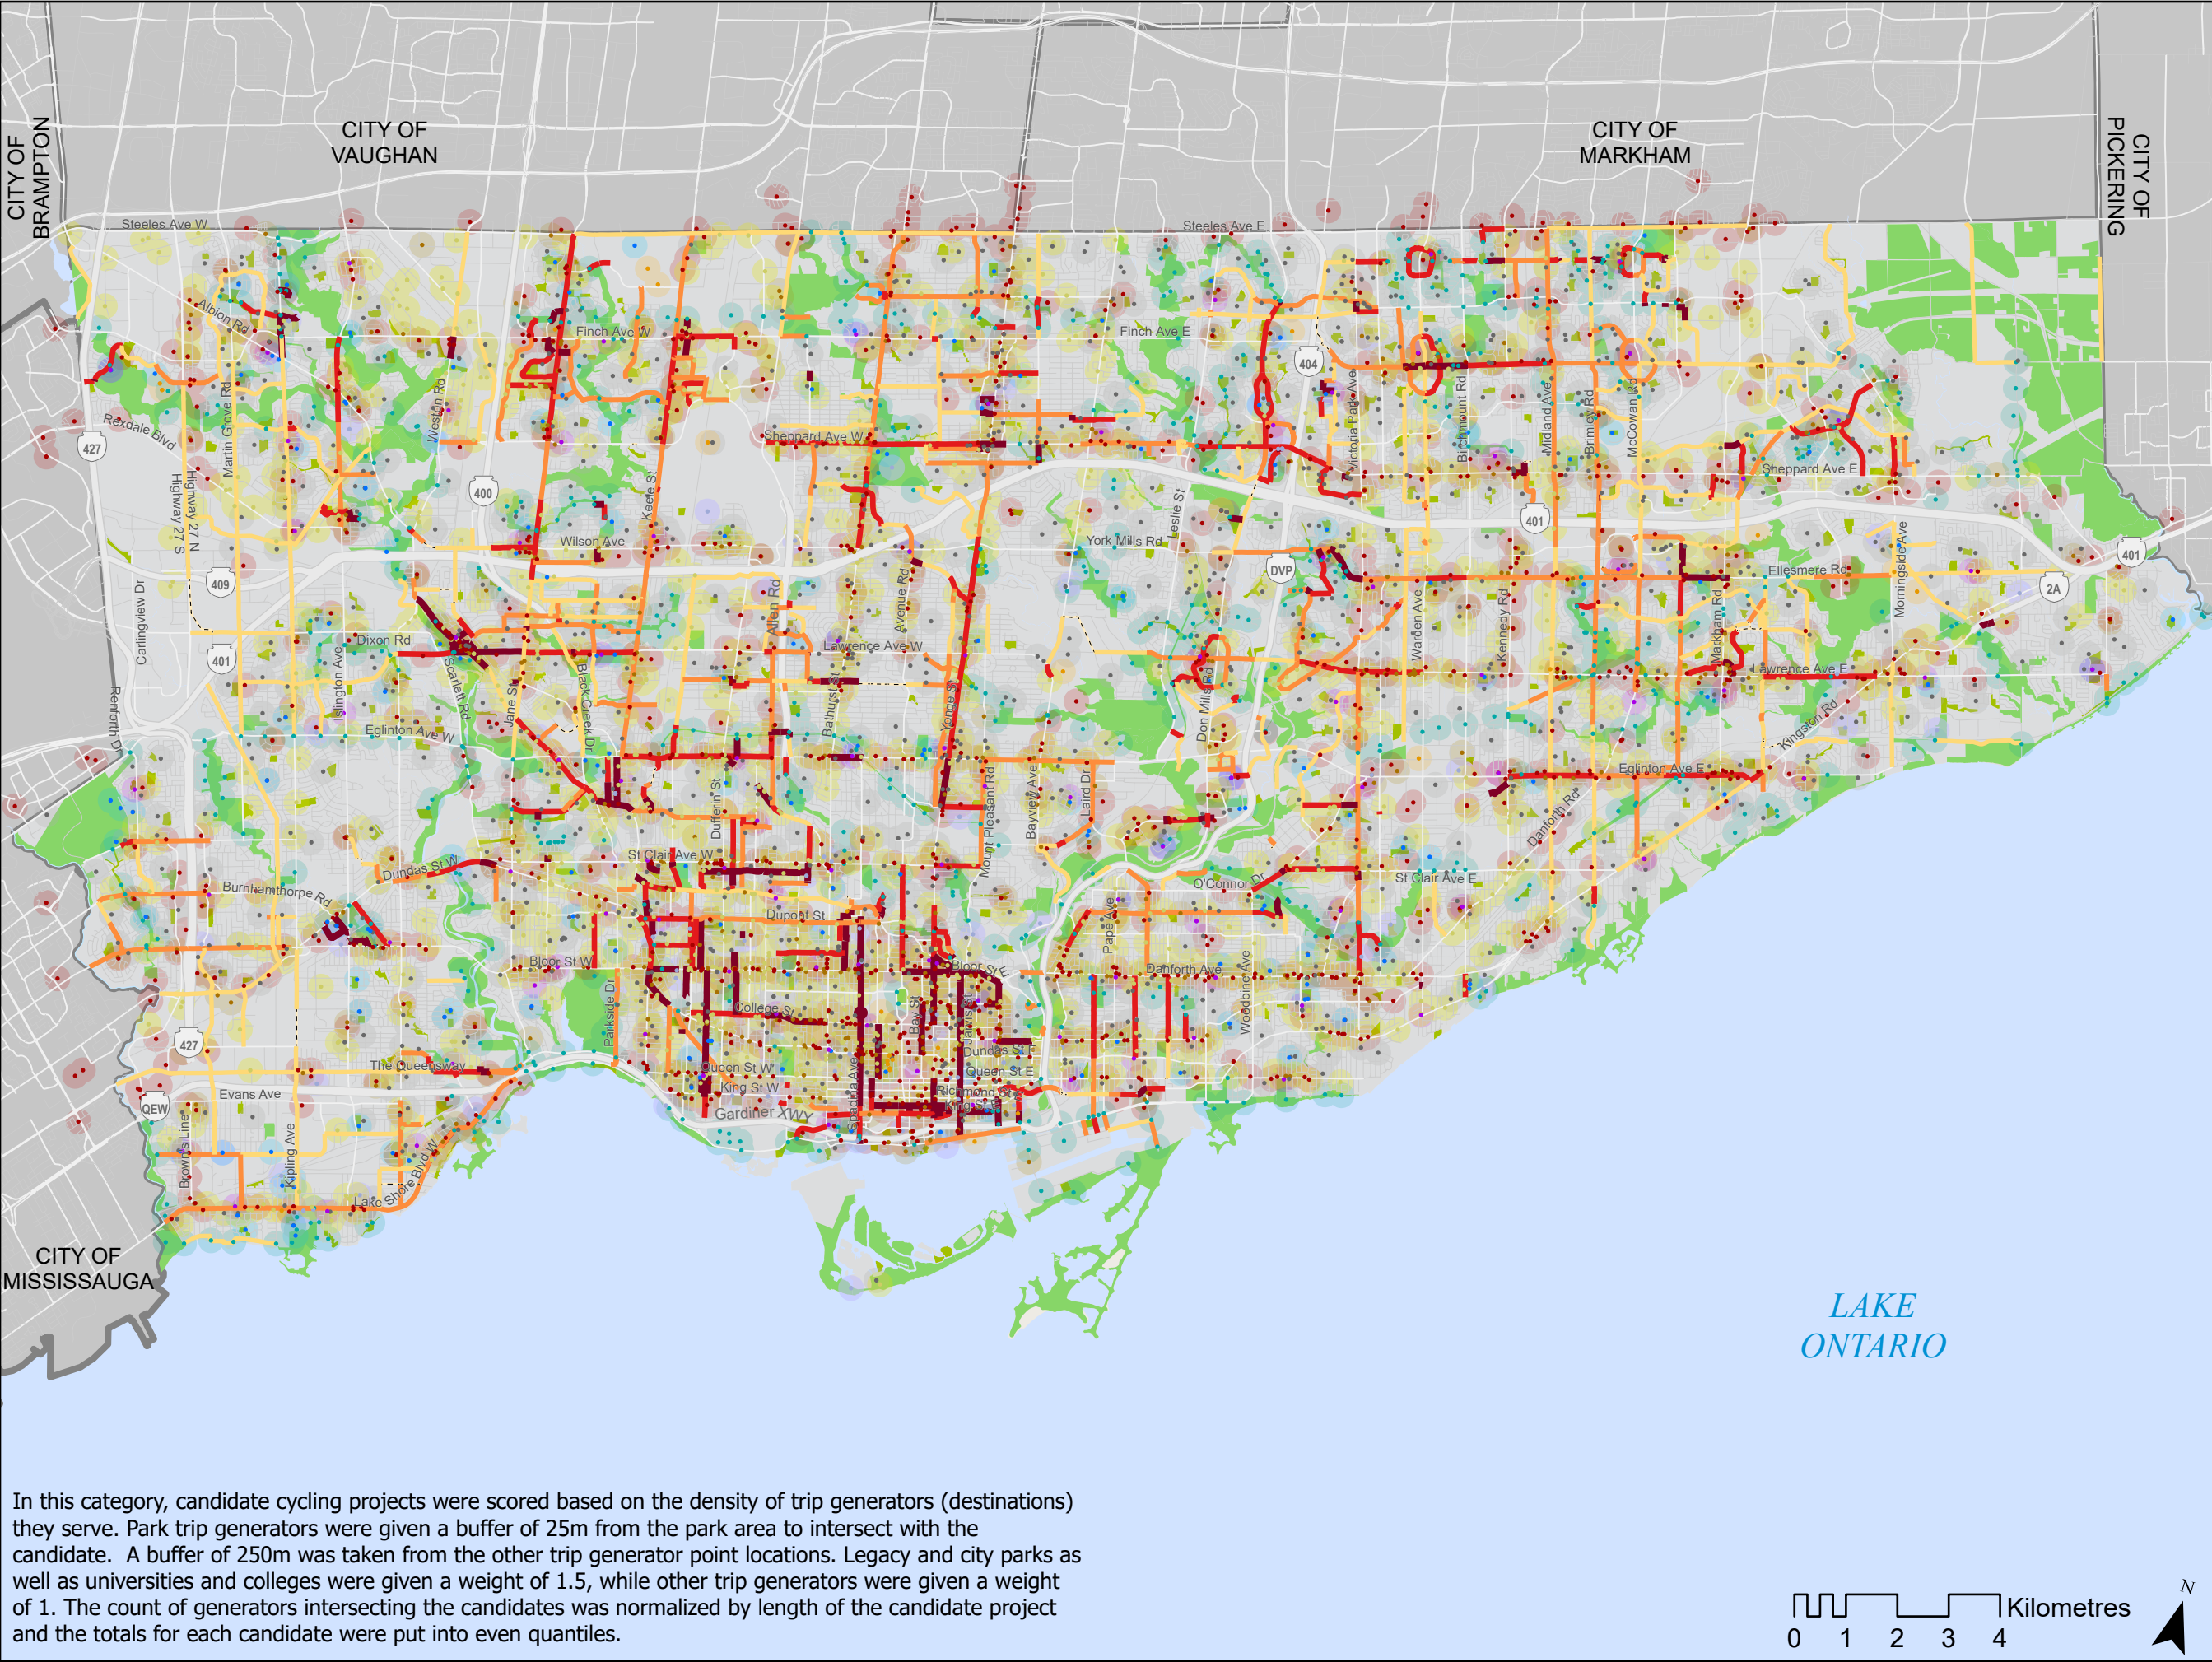 CITY OF
BRAMPTON
CITY OF
VAUGHAN
CITY OF
MARKHAM
CITY OF
PICKERING
Steeles Ave W
Steeles Ave E
Albion Rd
Finch Ave W
Finch Ave E
404
Rexdale Blvd
427
Martin Grove Rd
Weston Rd
Highway 27 S
Highway 27 N
400
Keele St
Sheppard Ave W
Leslie St
Victoria Park Ave
Birchmount Rd
Midland Ave
Brimley Rd
McCowan Rd
Sheppard Ave E
401
Wilson Ave
York Mills Rd
DVP
Ellesmere Rd
Morningside Ave
401
2A
409
Carlingview Dr
401
Dixon Rd
Islington Ave
Scarlett Rd
Jane St
Black Creek Dr
Allen Rd
Avenue Rd
Lawrence Ave W
Bathurst St
Yonge St
Don Mills Rd
Warden Ave
Kennedy Rd
Markham Rd
Lawrence Ave E
Kingston Rd
Renforth Dr
Eglinton Ave W
Eglinton Ave E
Dufferin St
Mount Pleasant Rd
Bayview Ave
Laird Dr
Danforth Rd
St Clair Ave W
Dundas St W
Burnhamthorpe Rd
O'Connor Dr
St Clair Ave E
Dupont St
Pape Ave
Bloor St W
Bloor St E
Danforth Ave
Woodbine Ave
Parkside Dr
College St
Bay St
Jarvis St
Dundas St E
427
The Queensway
Queen St W
Queen St E
King St W
Richmond St E
King St E
Spadina Ave
Gardiner XWY
Evans Ave
QEW
Browns Line
Kipling Ave
Lake Shore Blvd W
CITY OF
MISSISSAUGA
LAKE
ONTARIO
In this category, candidate cycling projects were scored based on the density of trip generators (destinations)
they serve. Park trip generators were given a buffer of 25m from the park area to intersect with the
candidate.  A buffer of 250m was taken from the other trip generator point locations. Legacy and city parks as
well as universities and colleges were given a weight of 1.5, while other trip generators were given a weight
of 1. The count of generators intersecting the candidates was normalized by length of the candidate project
and the totals for each candidate were put into even quantiles.
Kilometres
0 1 2 3 4
N